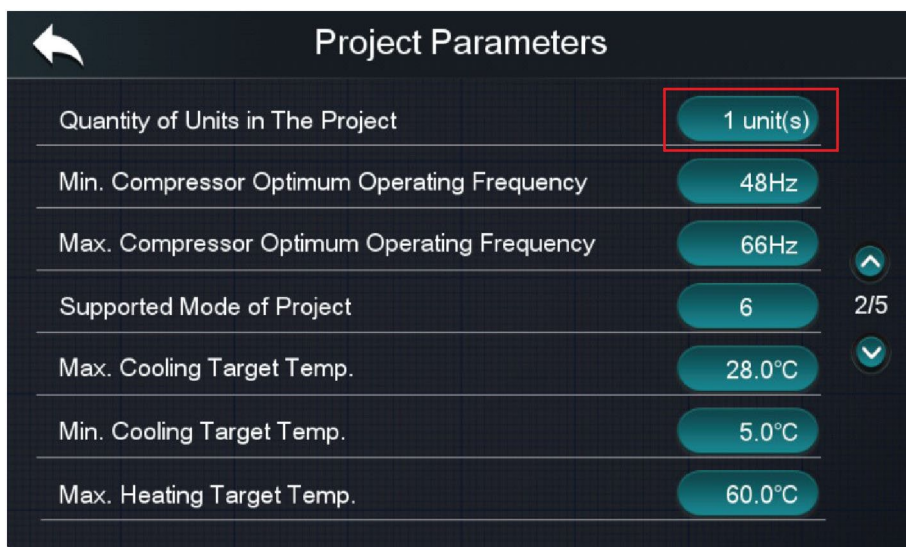 Project Parameters
Quantity of Units in The Project 1 unit(s)
Min. Compressor Optimum Operating Frequency 48Hz
Max. Compressor Optimum Operating Frequency 66Hz
Supported Mode of Project 6
2/5
Max. Cooling Target Temp. 28.0°C
Min. Cooling Target Temp. 5.0°C
Max. Heating Target Temp. 60.0°C